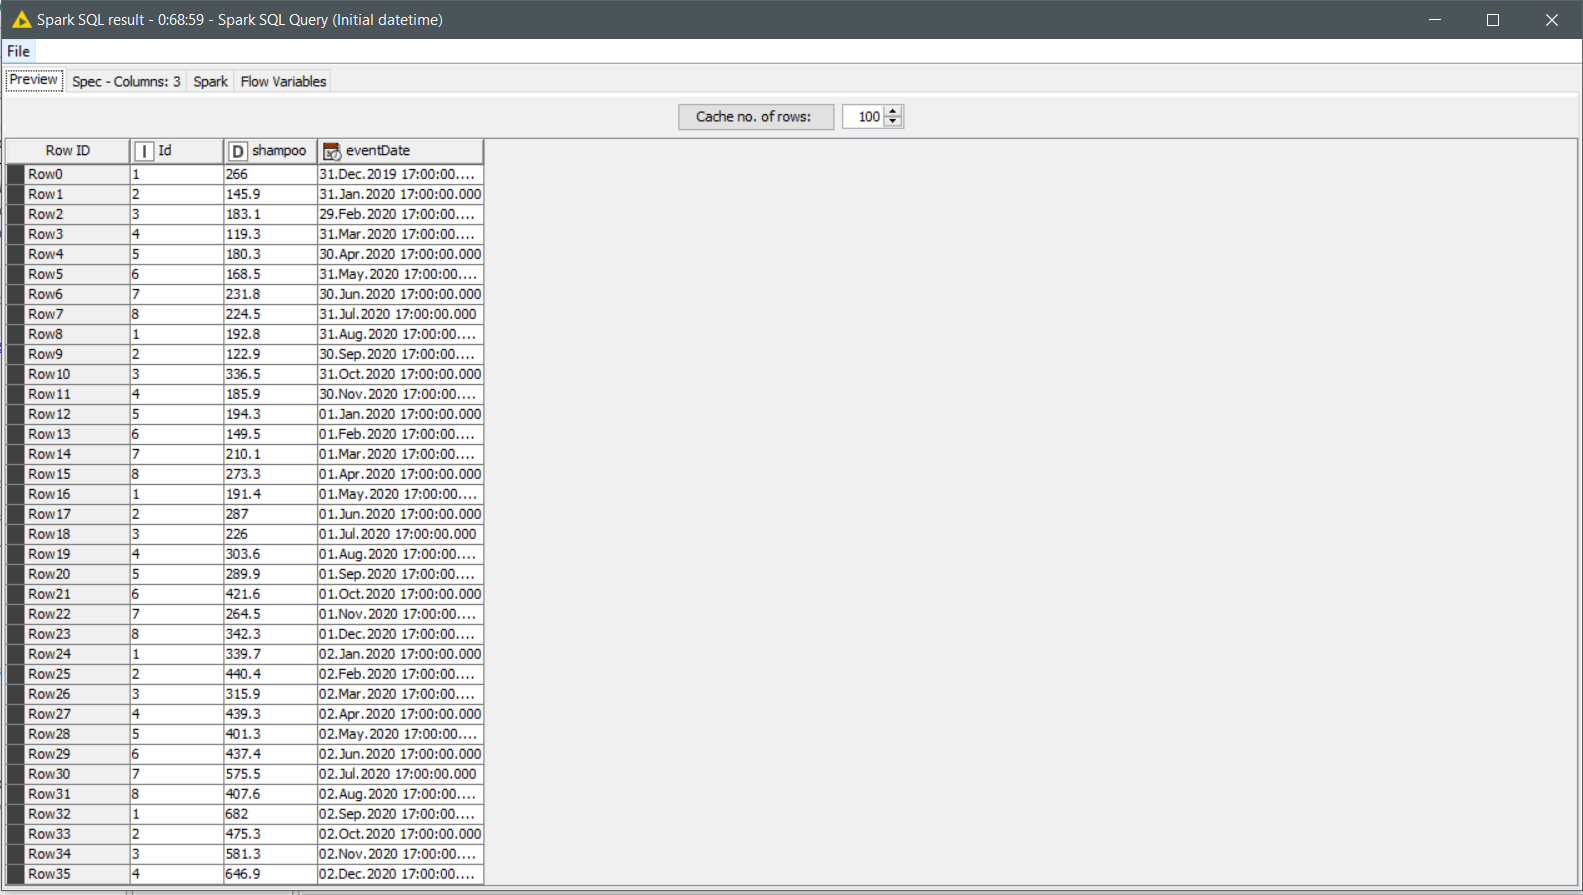 Spark SQL result - 0:68:59 - Spark SQL Query (Initial datetime)
File
Preview Spec - Columns: 3 Spark Flow Variables
Cache no. of rows: 100
Row ID I Id D shampoo eventDate
Row0 1 266 31.Dec.2019 17:00:00....
Row1 2 145.9 31.Jan.2020 17:00:00.000
Row2 3 183.1 29.Feb.2020 17:00:00....
Row3 4 119.3 31.Mar.2020 17:00:00....
Row4 5 180.3 30.Apr.2020 17:00:00.000
Row5 6 168.5 31.May.2020 17:00:00....
Row6 7 231.8 30.Jun.2020 17:00:00.000
Row7 8 224.5 31.Jul.2020 17:00:00.000
Row8 1 192.8 31.Aug.2020 17:00:00....
Row9 2 122.9 30.Sep.2020 17:00:00....
Row10 3 336.5 31.Oct.2020 17:00:00.000
Row11 4 185.9 30.Nov.2020 17:00:00....
Row12 5 194.3 01.Jan.2020 17:00:00.000
Row13 6 149.5 01.Feb.2020 17:00:00....
Row14 7 210.1 01.Mar.2020 17:00:00....
Row15 8 273.3 01.Apr.2020 17:00:00.000
Row16 1 191.4 01.May.2020 17:00:00....
Row17 2 287 01.Jun.2020 17:00:00.000
Row18 3 226 01.Jul.2020 17:00:00.000
Row19 4 303.6 01.Aug.2020 17:00:00....
Row20 5 289.9 01.Sep.2020 17:00:00....
Row21 6 421.6 01.Oct.2020 17:00:00.000
Row22 7 264.5 01.Nov.2020 17:00:00....
Row23 8 342.3 01.Dec.2020 17:00:00....
Row24 1 339.7 02.Jan.2020 17:00:00.000
Row25 2 440.4 02.Feb.2020 17:00:00....
Row26 3 315.9 02.Mar.2020 17:00:00....
Row27 4 439.3 02.Apr.2020 17:00:00.000
Row28 5 401.3 02.May.2020 17:00:00....
Row29 6 437.4 02.Jun.2020 17:00:00.000
Row30 7 575.5 02.Jul.2020 17:00:00.000
Row31 8 407.6 02.Aug.2020 17:00:00....
Row32 1 682 02.Sep.2020 17:00:00....
Row33 2 475.3 02.Oct.2020 17:00:00.000
Row34 3 581.3 02.Nov.2020 17:00:00....
Row35 4 646.9 02.Dec.2020 17:00:00....